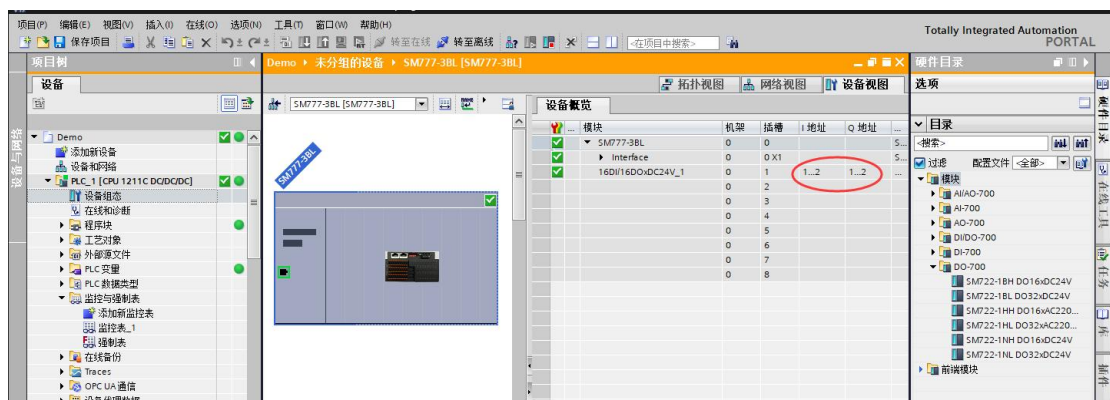 项目(P) 编辑(E) 视图(V) 插入(I) 在线(O) 选项(N) 工具(T) 窗口(W) 帮助(H)
Totally Integrated Automation
PORTAL
保存项目 转至在线 转至离线 <在项目中搜索>
项目树
设备
Demo
添加新设备
设备和网络
PLC_1 [CPU 1211C DC/DC/DC]
设备组态
在线和诊断
程序块
工艺对象
外部源文件
PLC 变量
PLC 数据类型
监控与强制表
添加新监控表
监控表_1
强制表
在线备份
Traces
OPC UA 通信
设备代理数据
项目与网络
Demo ▸ 未分组的设备 ▸ SM777-3BL [SM777-3BL]
拓扑视图 网络视图 设备视图
SM777-3BL [SM777-3BL]
SM777-3BL
设备概览
... 模块 机架 插槽 I 地址 Q 地址 ...
SM777-3BL 0 0 S...
Interface 0 0 X1 S...
16DI/16DOxDC24V_1 0 1 1...2 1...2 ...
0 2
0 3
0 4
0 5
0 6
0 7
0 8
硬件目录
选项
目录
<搜索>
过滤 配置文件 <全部>
模块
AI/AO-700
AI-700
AO-700
DI/DO-700
DI-700
DO-700
SM722-1BH DO16xDC24V
SM722-1BL DO32xDC24V
SM722-1HH DO16xAC220...
SM722-1HL DO32xAC220...
SM722-1NH DO16xDC24V
SM722-1NL DO32xDC24V
前端模块
硬件目录
在线工具
任务
库
插件